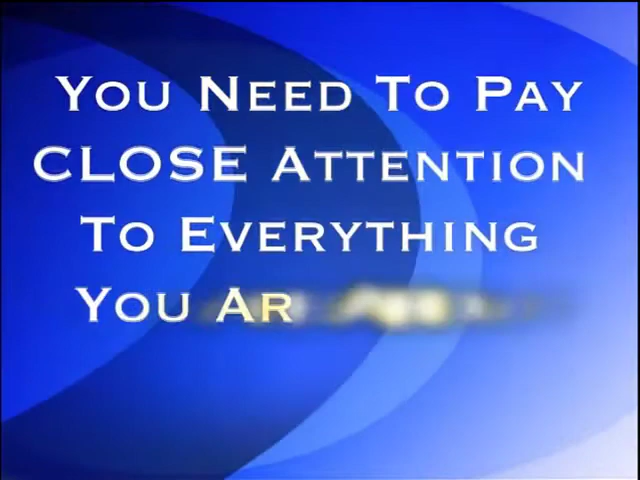 You Need To Pay
CLOSE Attention
To Everything
You Ar